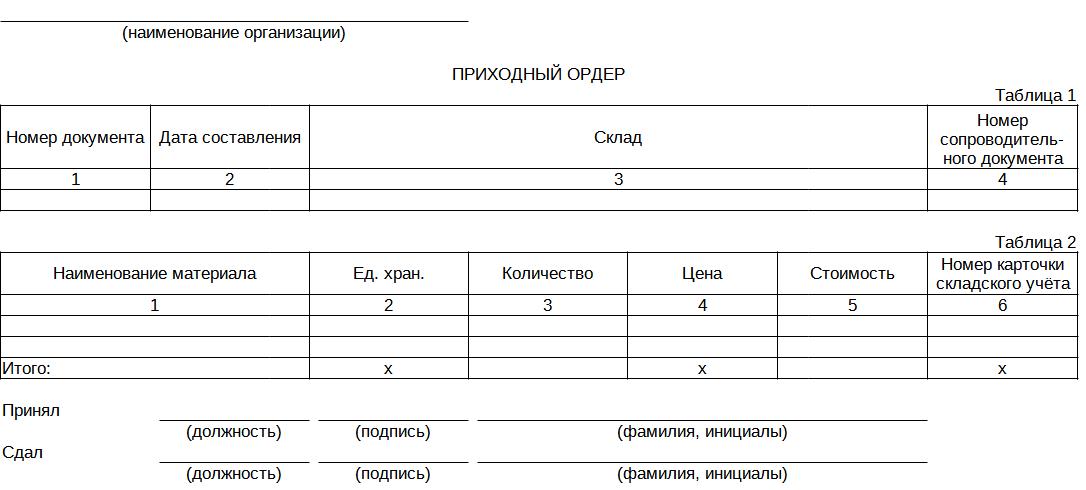 (наименование организации)
ПРИХОДНЫЙ ОРДЕР
Таблица 1
Номер документа Дата составления Склад Номер
сопроводитель-
ного документа
1 2 3 4
Таблица 2
Наименование материала Ед. хран. Количество Цена Стоимость Номер карточки
складского учёта
1 2 3 4 5 6
Итого: х х х
Принял
(должность) (подпись) (фамилия, инициалы)
Сдал
(должность) (подпись) (фамилия, инициалы)